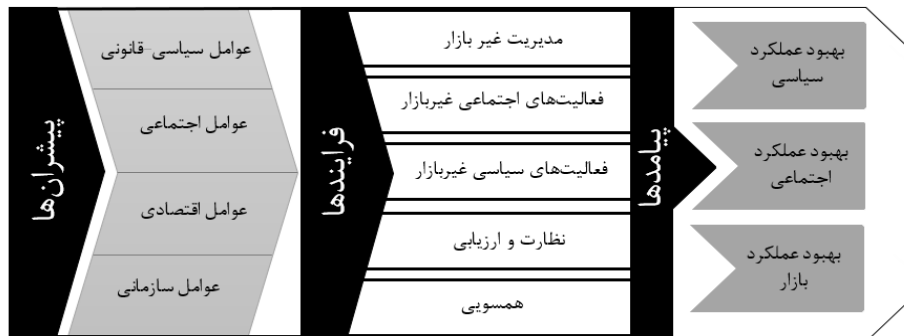 پیشران‌ها
عوامل سیاسی-قانونی
عوامل اجتماعی
عوامل اقتصادی
عوامل سازمانی
فرایندها
مدیریت غیر بازار
فعالیت‌های اجتماعی غیربازار
فعالیت‌های سیاسی غیربازار
نظارت و ارزیابی
همسویی
پیامدها
بهبود عملکرد
سیاسی
بهبود عملکرد
اجتماعی
بهبود عملکرد
بازار